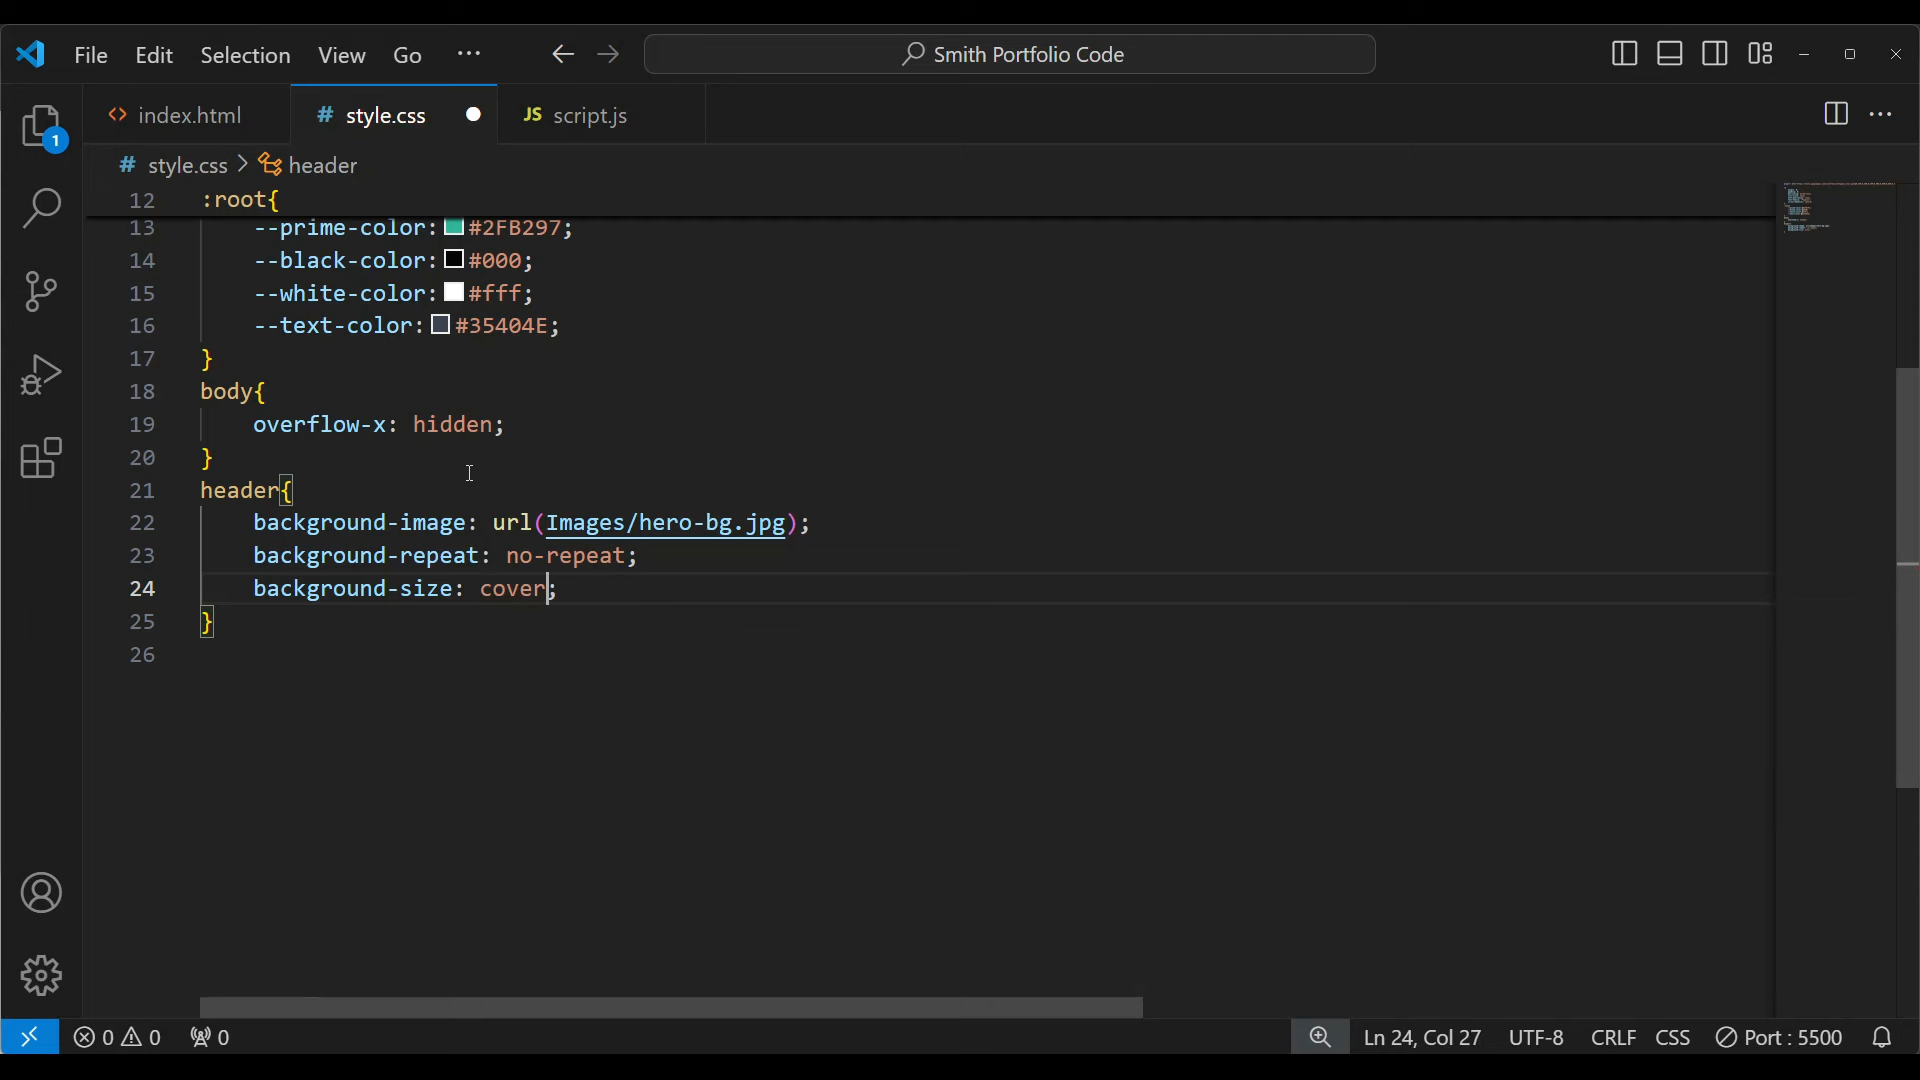 File Edit Selection View Go ··· Smith Portfolio Code
index.html # style.css JS script.js ···
1
# style.css > header
12 :root{
13 --prime-color: #2FB297;
14 --black-color: #000;
15 --white-color: #fff;
16 --text-color: #35404E;
17 }
18 body{
19 overflow-x: hidden;
20 }
21 header{
22 background-image: url(Images/hero-bg.jpg);
23 background-repeat: no-repeat;
24 background-size: cover;
25 }
26
0 0 0 Ln 24, Col 27 UTF-8 CRLF CSS Port : 5500